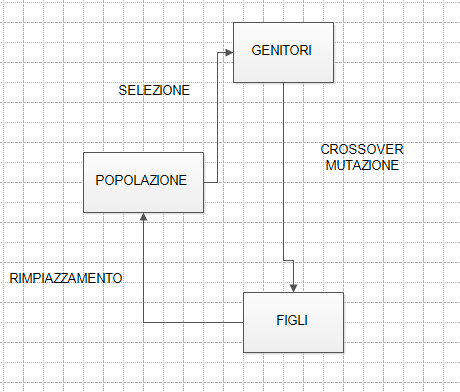 GENITORI
SELEZIONE
CROSSOVER
MUTAZIONE
POPOLAZIONE
RIMPIAZZAMENTO
FIGLI